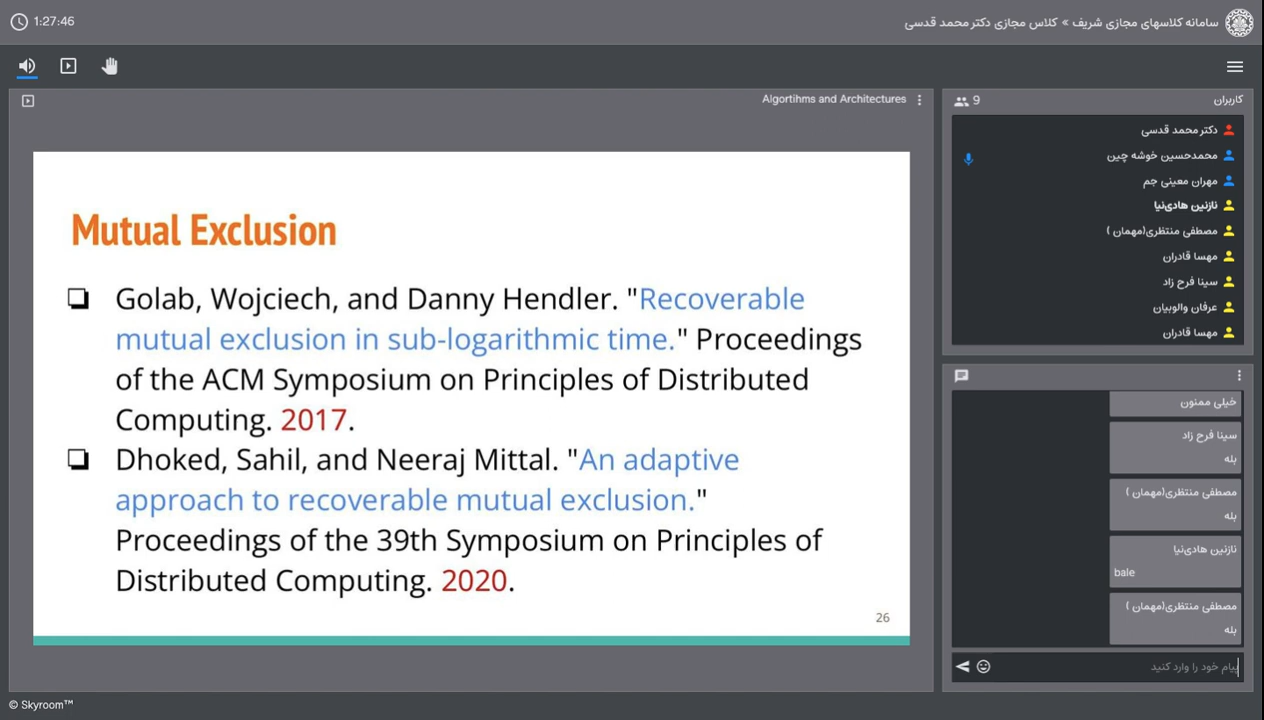 1:27:46
سامانه کلاسهای مجازی شریف » کلاس مجازی دکتر محمد قدسی
Algortihms and Architectures
Mutual Exclusion
Golab, Wojciech, and Danny Hendler. "Recoverable
mutual exclusion in sub-logarithmic time." Proceedings
of the ACM Symposium on Principles of Distributed
Computing. 2017.
Dhoked, Sahil, and Neeraj Mittal. "An adaptive
approach to recoverable mutual exclusion."
Proceedings of the 39th Symposium on Principles of
Distributed Computing. 2020.
26
کاربران
9
دکتر محمد قدسی
محمدحسین خوشه چین
مهران معینی جم
نازنین هادی‌نیا
مصطفی منتظری(مهمان )
مهسا قادران
سینا فرح زاد
عرفان والوبیان
مهسا قادران
خیلی ممنون
سینا فرح زاد
بله
مصطفی منتظری(مهمان )
بله
نازنین هادی‌نیا
bale
مصطفی منتظری(مهمان )
بله
پیام خود را وارد کنید
© Skyroom™